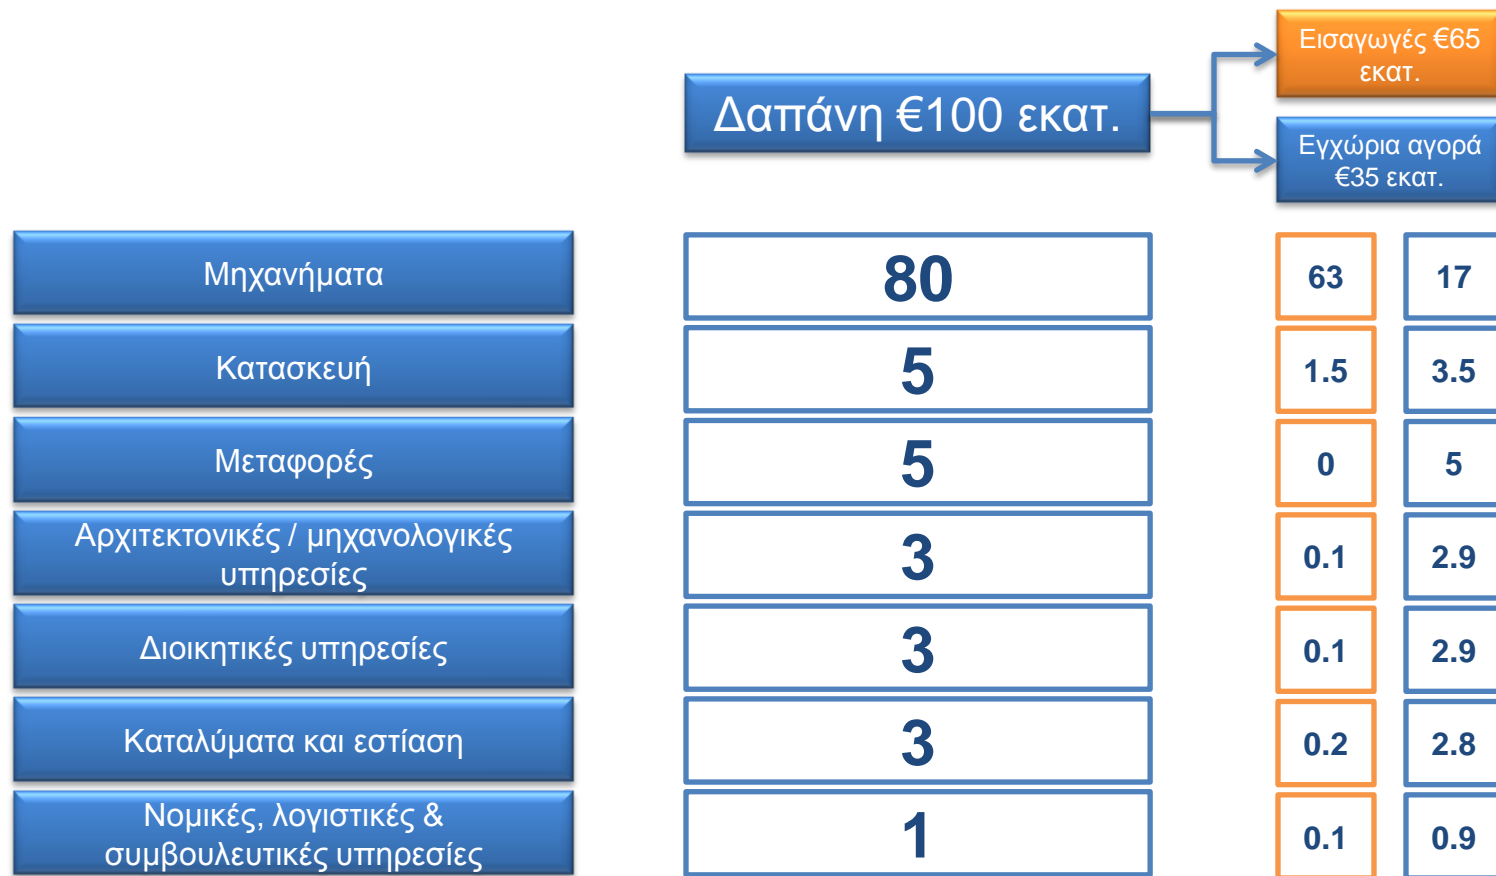 Εισαγωγές €65
εκατ.
Δαπάνη €100 εκατ.
Εγχώρια αγορά
€35 εκατ.
Μηχανήματα
80
63
17
Κατασκευή
5
1.5
3.5
Μεταφορές
5
0
5
Αρχιτεκτονικές / μηχανολογικές
υπηρεσίες
3
0.1
2.9
Διοικητικές υπηρεσίες
3
0.1
2.9
Καταλύματα και εστίαση
3
0.2
2.8
Νομικές, λογιστικές &
συμβουλευτικές υπηρεσίες
1
0.1
0.9